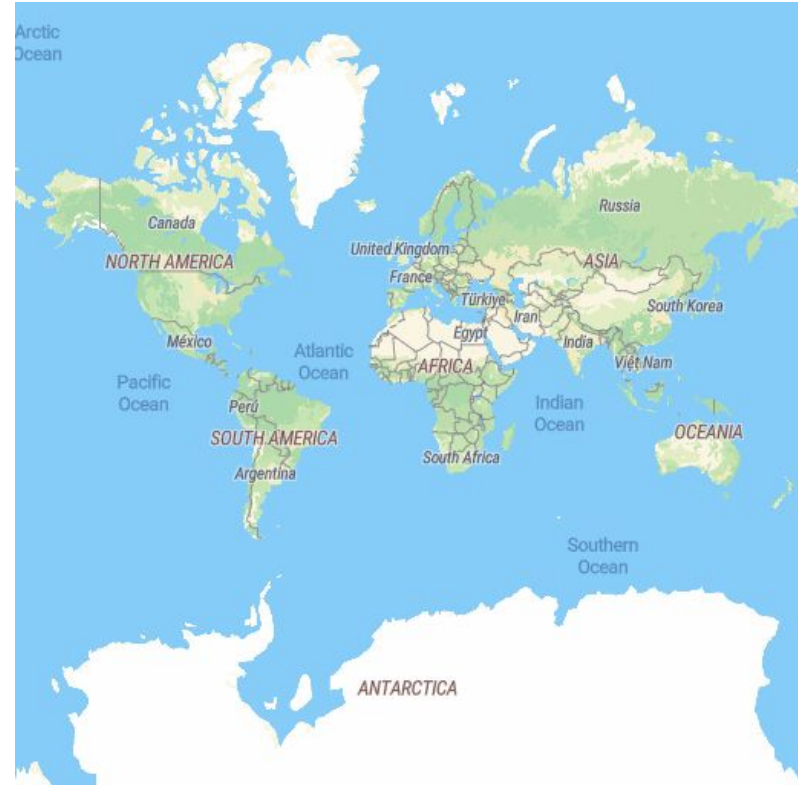 Arctic
Ocean
Canada
Russia
NORTH AMERICA
United Kingdom
ASIA
France
Türkiye
South Korea
Iran
Egypt
México
India
Atlantic
Ocean
AFRICA
Việt Nam
Pacific
Ocean
Perú
Indian
Ocean
SOUTH AMERICA
OCEANIA
South Africa
Argentina
Southern
Ocean
ANTARCTICA